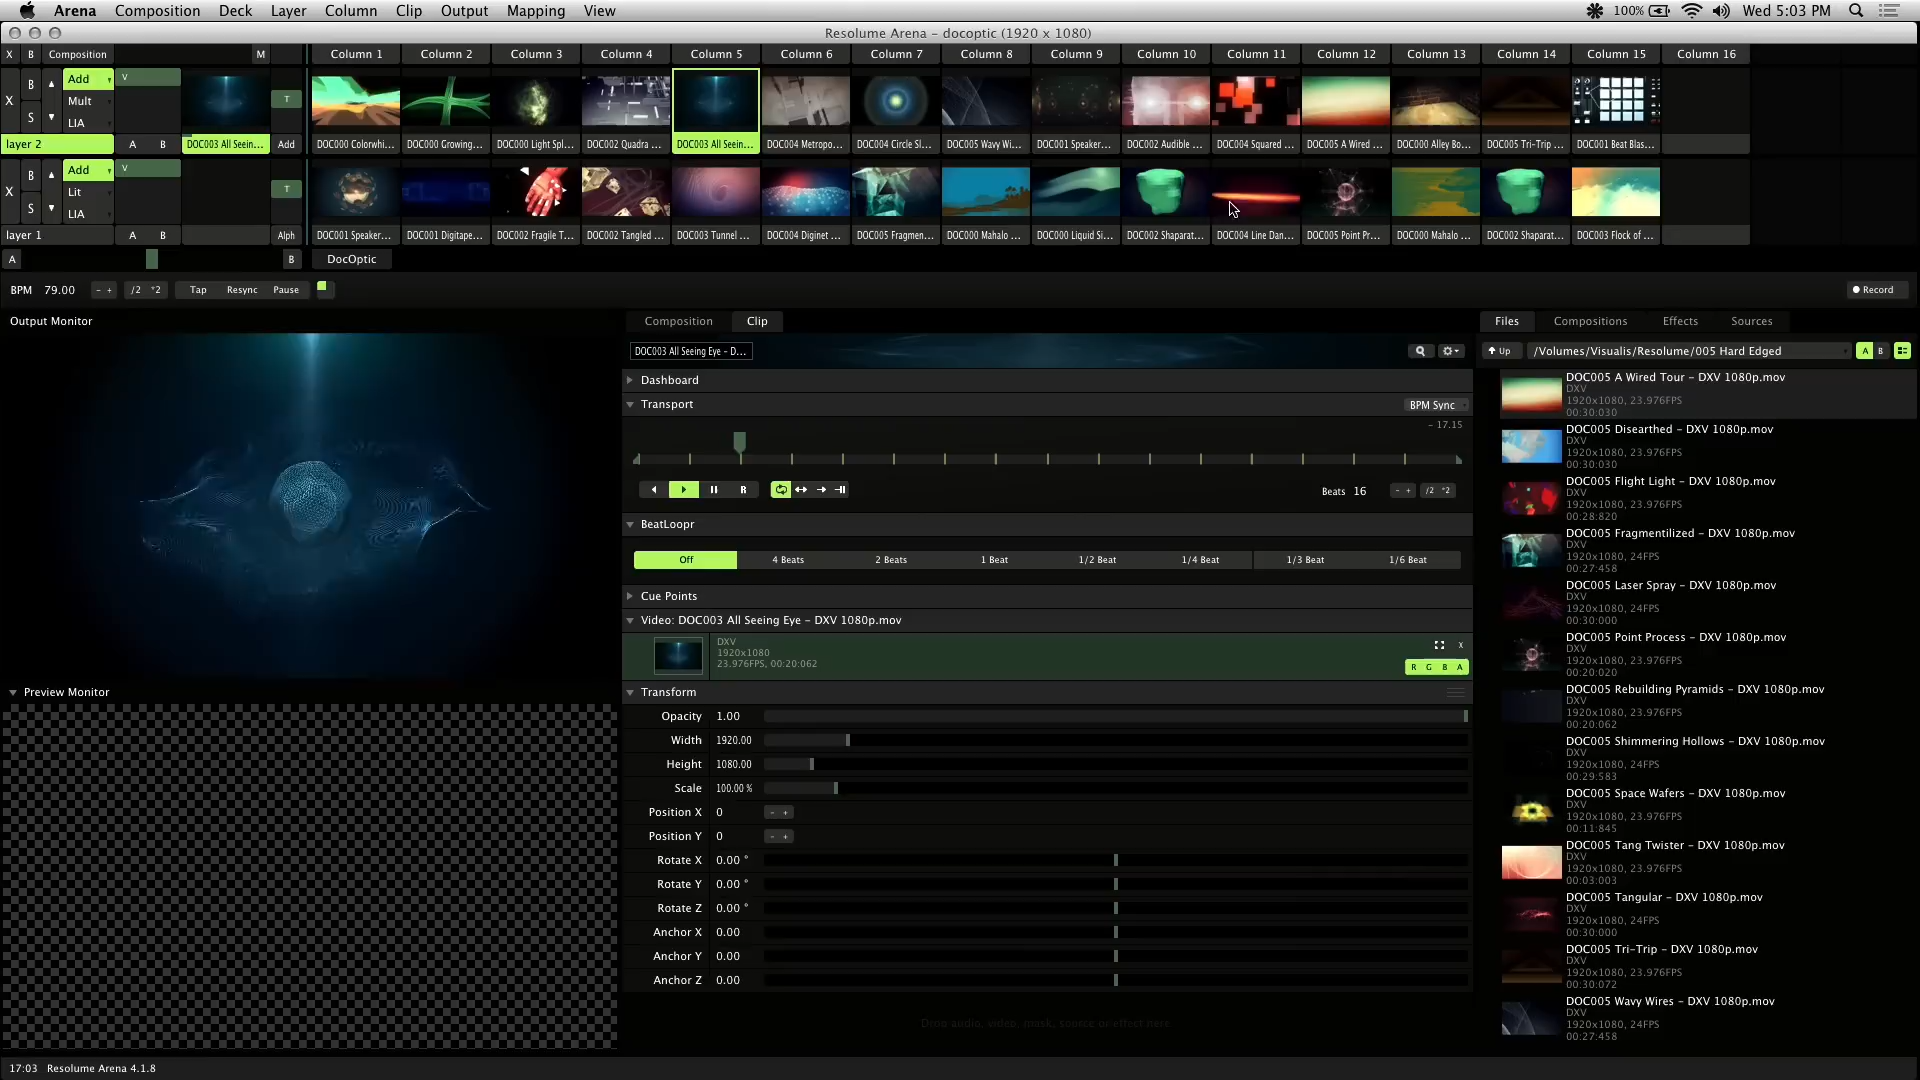 Arena Composition Deck Layer Column Clip Output Mapping View 100% Wed 5:03 PM
Resolume Arena - docoptic (1920 x 1080)
X B Composition M Column 1 Column 2 Column 3 Column 4 Column 5 Column 6 Column 7 Column 8 Column 9 Column 10 Column 11 Column 12 Column 13 Column 14 Column 15 Column 16
Add V
B
X Mult T
S LIA
layer 2 A B DOC003 All Seein... Add DOC000 Colorwhi... DOC000 Growing... DOC000 Light Spl... DOC002 Quadra ... DOC003 All Seein... DOC004 Metropo... DOC004 Circle Sl... DOC005 Wavy Wi... DOC001 Speaker... DOC002 Audible ... DOC004 Squared ... DOC005 A Wired ... DOC000 Alley Bo... DOC005 Tri-Trip ... DOC001 Beat Blas...
Add V
B
X Lit T
S LIA
layer 1 A B Alph DOC001 Speaker... DOC001 Digitape... DOC002 Fragile T... DOC002 Tangled ... DOC003 Tunnel ... DOC004 Diginet ... DOC005 Fragmen... DOC000 Mahalo ... DOC000 Liquid Si... DOC002 Shaparat... DOC004 Line Dan... DOC005 Point Pr... DOC000 Mahalo ... DOC002 Shaparat... DOC003 Flock of ...
A B DocOptic
BPM 79.00 - + /2 *2 Tap Resync Pause Record
Output Monitor
Composition Clip
DOC003 All Seeing Eye - D...
Dashboard
Transport BPM Sync
- 17.15
R Beats 16 - + /2 *2
BeatLoopr
Off 4 Beats 2 Beats 1 Beat 1/2 Beat 1/4 Beat 1/3 Beat 1/6 Beat
Cue Points
Video: DOC003 All Seeing Eye - DXV 1080p.mov
DXV
1920x1080
23.976FPS, 00:20:062
X
R G B A
Transform
Opacity 1.00
Width 1920.00
Height 1080.00
Scale 100.00 %
Position X 0 - +
Position Y 0 - +
Rotate X 0.00 °
Rotate Y 0.00 °
Rotate Z 0.00 °
Anchor X 0.00
Anchor Y 0.00
Anchor Z 0.00
Drop audio, video, mask, source or effect here.
Preview Monitor
Files Compositions Effects Sources
Up /Volumes/Visualis/Resolume/005 Hard Edged A B
DOC005 A Wired Tour - DXV 1080p.mov
DXV
1920x1080, 23.976FPS
00:30:030
DOC005 Disearthed - DXV 1080p.mov
DXV
1920x1080, 23.976FPS
00:30:030
DOC005 Flight Light - DXV 1080p.mov
DXV
1920x1080, 23.976FPS
00:28:820
DOC005 Fragmentilized - DXV 1080p.mov
DXV
1920x1080, 24FPS
00:27:458
DOC005 Laser Spray - DXV 1080p.mov
DXV
1920x1080, 24FPS
00:30:000
DOC005 Point Process - DXV 1080p.mov
DXV
1920x1080, 23.976FPS
00:20:020
DOC005 Rebuilding Pyramids - DXV 1080p.mov
DXV
1920x1080, 23.976FPS
00:20:062
DOC005 Shimmering Hollows - DXV 1080p.mov
DXV
1920x1080, 24FPS
00:29:583
DOC005 Space Wafers - DXV 1080p.mov
DXV
1920x1080, 23.976FPS
00:11:845
DOC005 Tang Twister - DXV 1080p.mov
DXV
1920x1080, 23.976FPS
00:03:003
DOC005 Tangular - DXV 1080p.mov
DXV
1920x1080, 24FPS
00:30:000
DOC005 Tri-Trip - DXV 1080p.mov
DXV
1920x1080, 23.976FPS
00:30:072
DOC005 Wavy Wires - DXV 1080p.mov
DXV
1920x1080, 24FPS
00:27:458
17:03 Resolume Arena 4.1.8